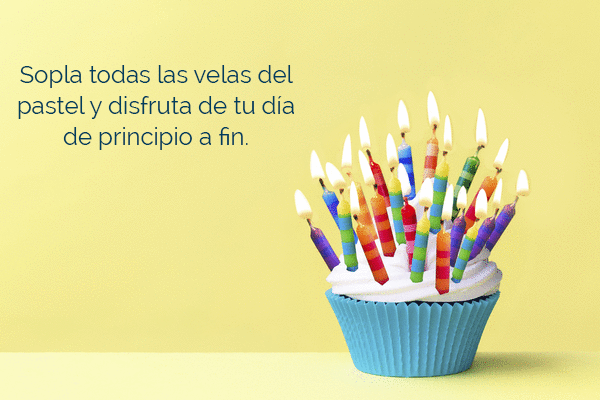 Sopla todas las velas del
pastel y disfruta de tu día
de principio a fin.